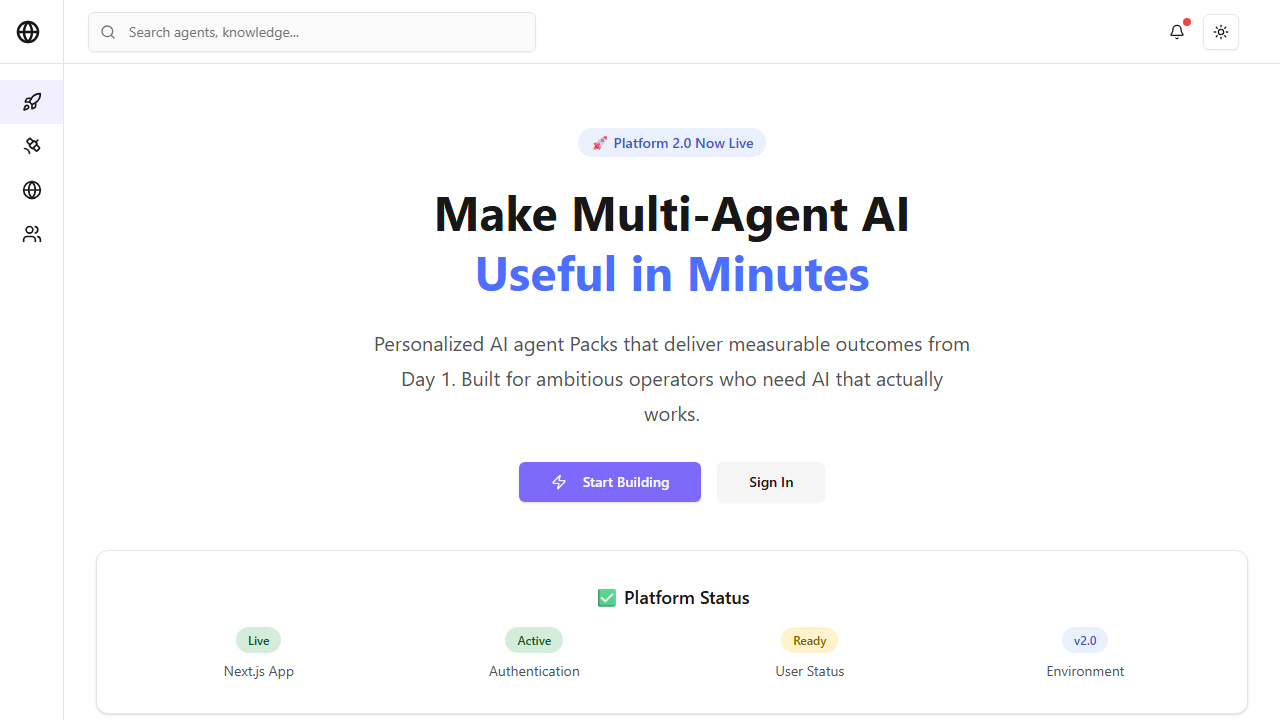 Search agents, knowledge...
🚀 Platform 2.0 Now Live
Make Multi-Agent AI
Useful in Minutes
Personalized AI agent Packs that deliver measurable outcomes from
Day 1. Built for ambitious operators who need AI that actually
works.
Start Building
Sign In
✅ Platform Status
Live
Active
Ready
v2.0
Next.js App
Authentication
User Status
Environment